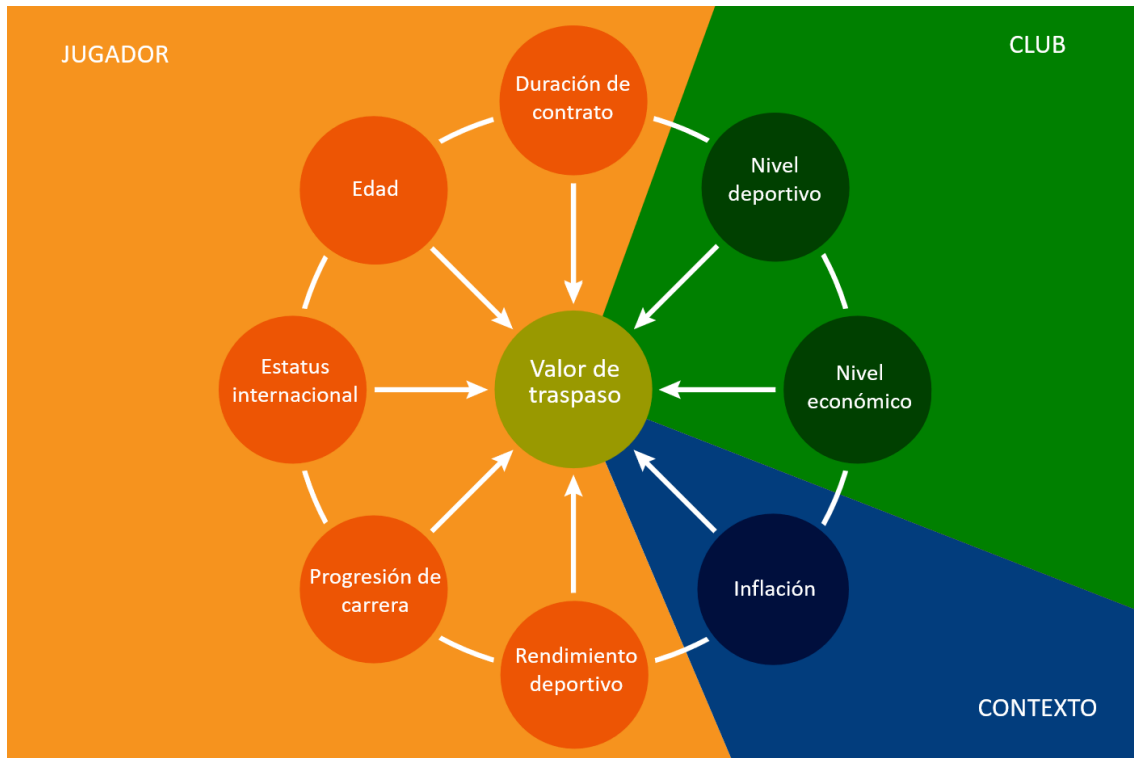 JUGADOR
CLUB
Duración de
contrato
Edad
Nivel
deportivo
Estatus
internacional
Valor de
traspaso
Nivel
económico
Progresión de
carrera
Inflación
Rendimiento
deportivo
CONTEXTO